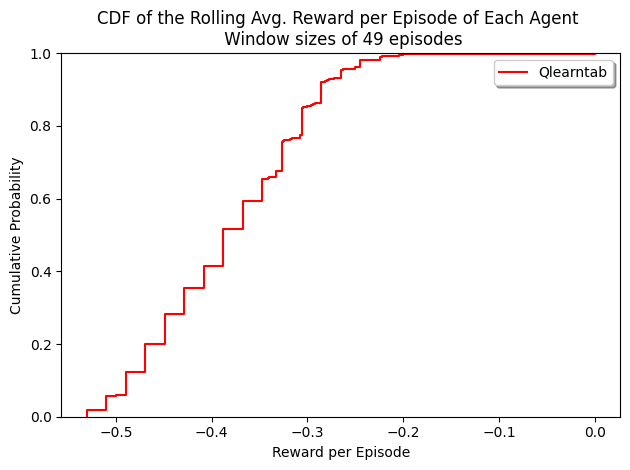 CDF of the Rolling Avg. Reward per Episode of Each Agent
Window sizes of 49 episodes
Qlearntab
1.0
0.8
0.6
0.4
0.2
0.0
Cumulative Probability
−0.5
−0.4
−0.3
−0.2
−0.1
0.0
Reward per Episode